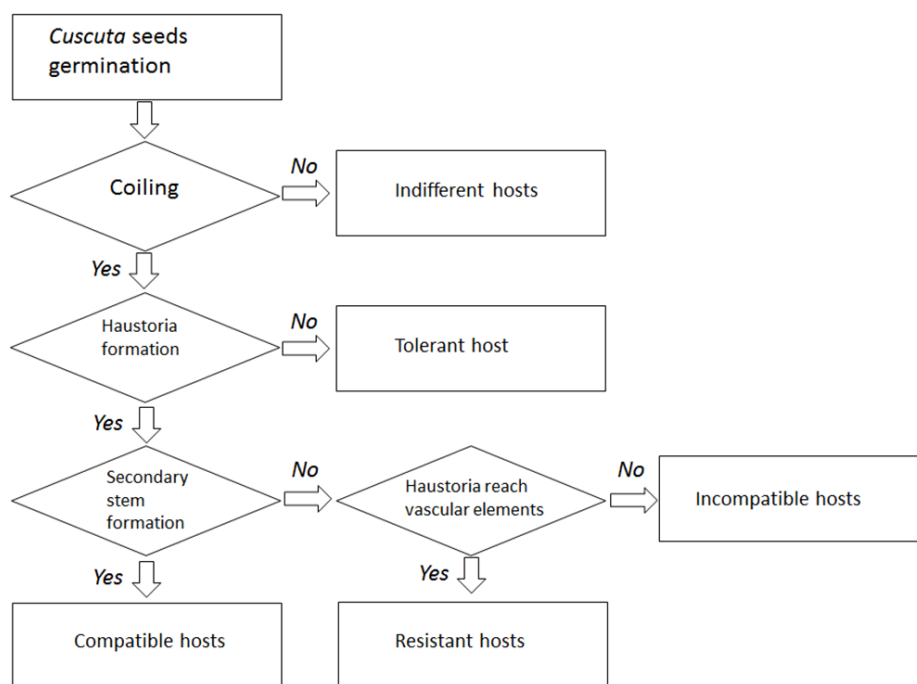 Cuscuta seeds
germination
Coiling
No
Indifferent hosts
Yes
Haustoria
formation
No
Tolerant host
Yes
Secondary
stem
formation
No
Haustoria reach
vascular elements
No
Incompatible hosts
Yes
Yes
Compatible hosts
Resistant hosts